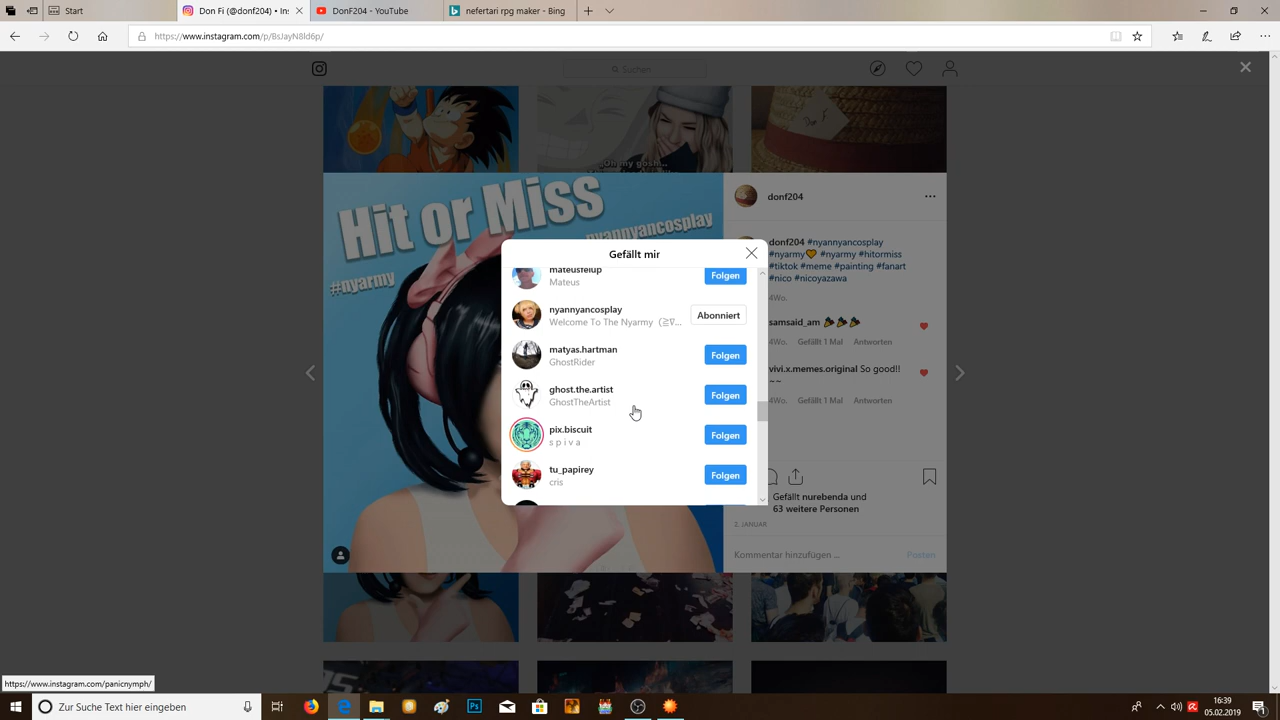 Start
Don Fi (@donf204) • Ins
DonF204 - YouTube
nefertari rpg maker - Bing
https://www.instagram.com/p/BsJayN8ld6p/
Suchen
Don F
Hit or Miss
nyannyancosplay
#nyarmy
donf204
donf204 #nyannyancosplay
#nyarmy💛 #nyarmy #hitormiss
#tiktok #meme #painting #fanart
#nico #nicoyazawa
4Wo.
samsaid_am
4Wo. Gefällt 1 Mal Antworten
vivi.x.memes.original So good!!
~~
4Wo. Gefällt 1 Mal Antworten
Gefällt nurebenda und
63 weitere Personen
2. JANUAR
Kommentar hinzufügen ...
Posten
Gefällt mir
mateusfelup
Mateus
Folgen
nyannyancosplay
Welcome To The Nyarmy (≧∇...
Abonniert
matyas.hartman
GhostRider
Folgen
ghost.the.artist
GhostTheArtist
Folgen
pix.biscuit
s p i v a
Folgen
tu_papirey
cris
Folgen
https://www.instagram.com/panicnymph/
Zur Suche Text hier eingeben
Ps
16:39
05.02.2019
1